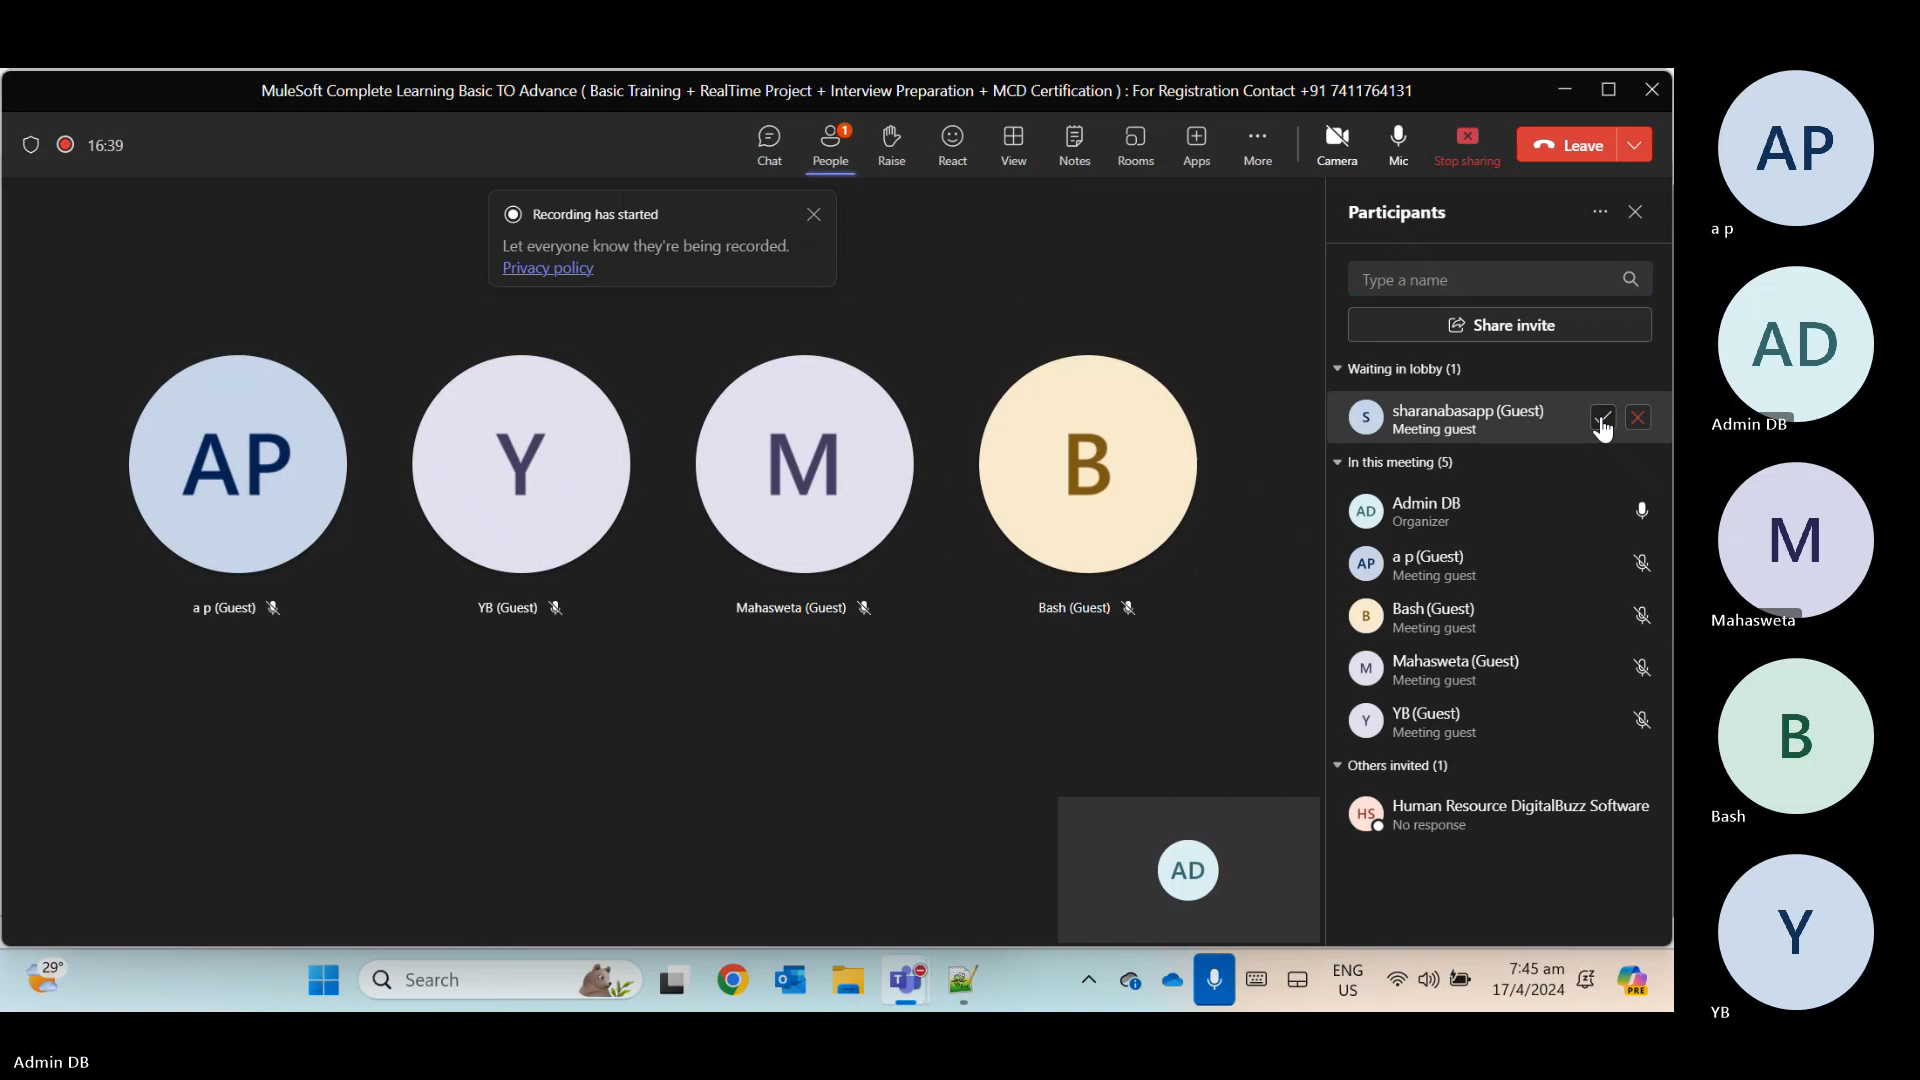 MuleSoft Complete Learning Basic TO Advance ( Basic Training + RealTime Project + Interview Preparation + MCD Certification ) : For Registration Contact +91 7411764131
16:39
Chat
People
1
Raise
React
View
Notes
Rooms
Apps
More
Camera
Mic
Stop sharing
Leave
Recording has started
Let everyone know they're being recorded.
Privacy policy
AP
a p (Guest)
Y
YB (Guest)
M
Mahasweta (Guest)
B
Bash (Guest)
AD
Participants
Type a name
Share invite
Waiting in lobby (1)
S
sharanabasapp (Guest)
Meeting guest
In this meeting (5)
AD
Admin DB
Organizer
AP
a p (Guest)
Meeting guest
B
Bash (Guest)
Meeting guest
M
Mahasweta (Guest)
Meeting guest
Y
YB (Guest)
Meeting guest
Others invited (1)
HS
Human Resource DigitalBuzz Software
No response
AP
a p
AD
Admin DB
M
Mahasweta
B
Bash
Y
YB
29°
Search
ENG
US
7:45 am
17/4/2024
PRE
Admin DB